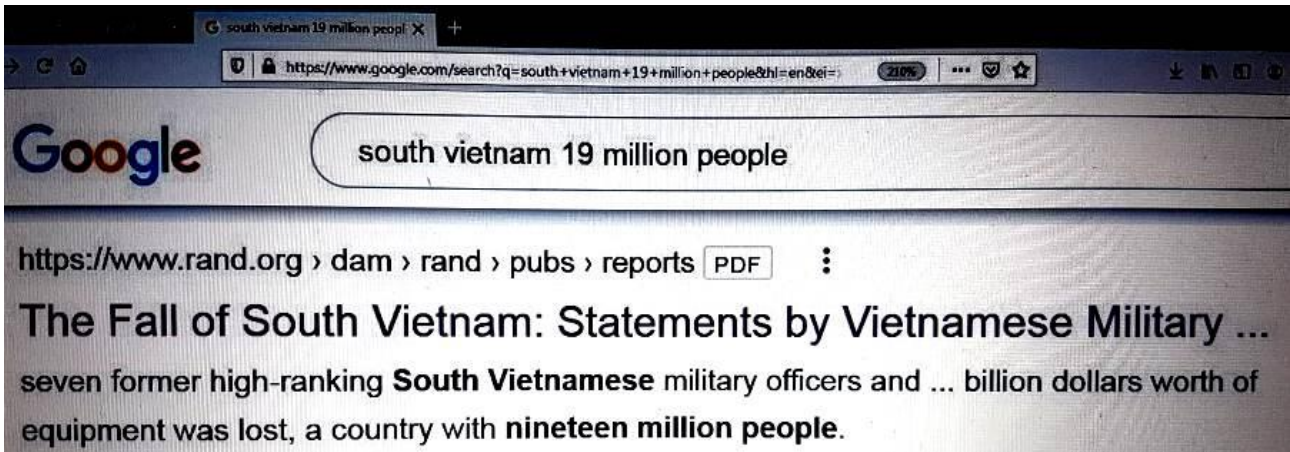 south vietnam 19 million peopl
https://www.google.com/search?q=south+vietnam+19+million+people&hl=en&ei=
210%
Google
south vietnam 19 million people
https://www.rand.org › dam › rand › pubs › reports PDF
The Fall of South Vietnam: Statements by Vietnamese Military ...
seven former high-ranking South Vietnamese military officers and ... billion dollars worth of
equipment was lost, a country with nineteen million people.